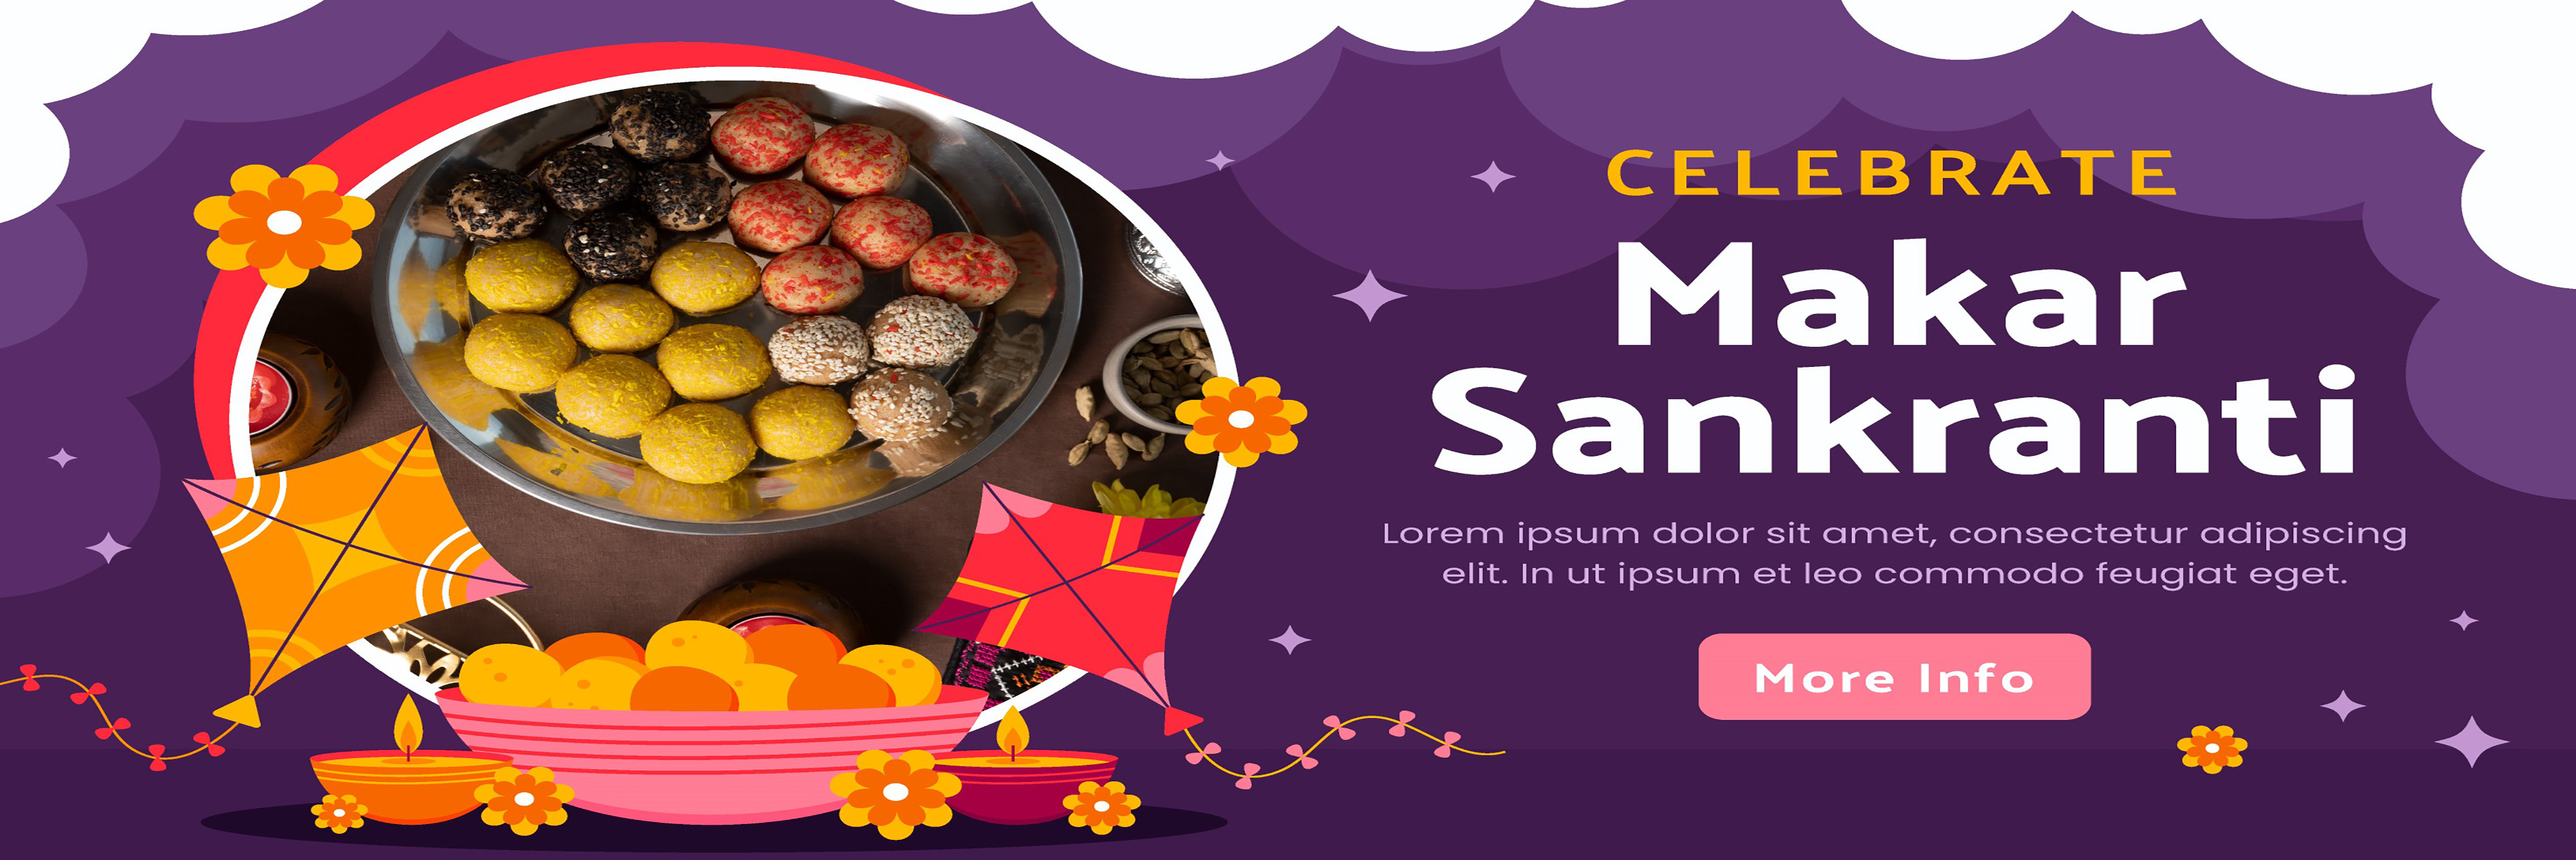 CELEBRATE
Makar
Sankranti
Lorem ipsum dolor sit amet, consectetur adipiscing
elit. In ut ipsum et leo commodo feugiat eget.
More Info